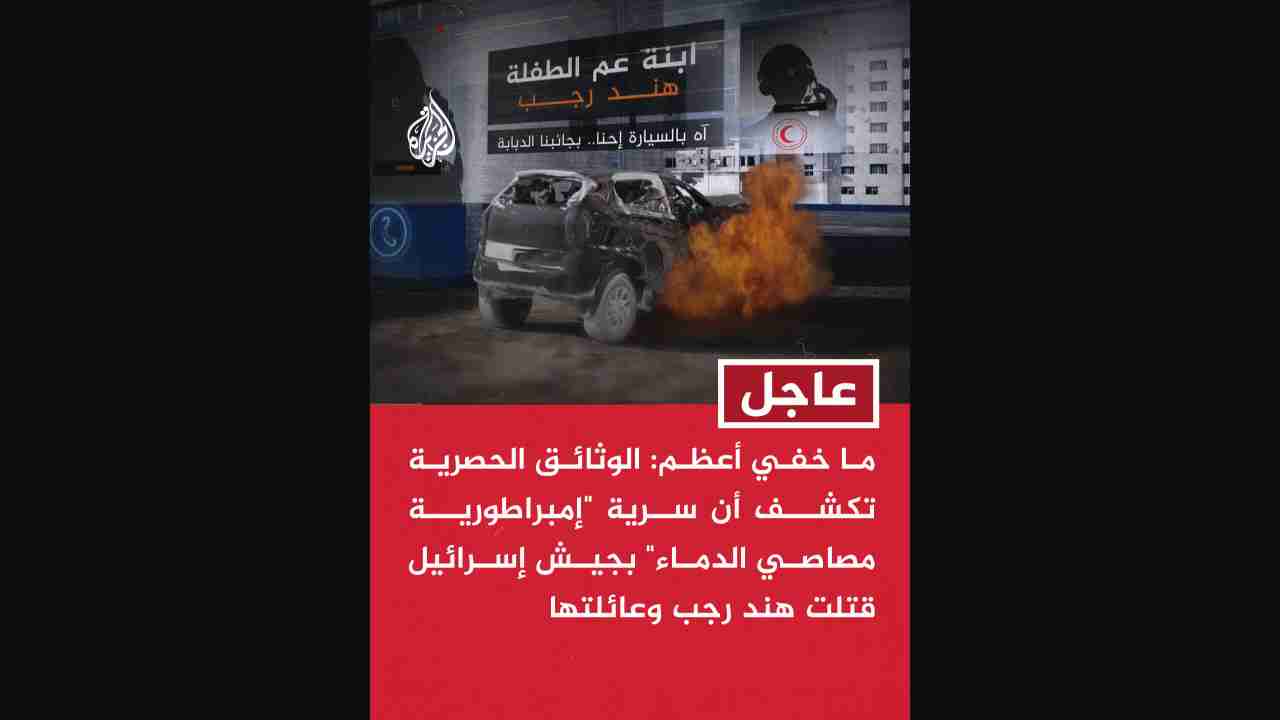 ابنة عم الطفلة
هند رجب
آه بالسيارة إحنا.. بجانبنا الدبابة
الجزيرة
عاجل
ما خفي أعظم: الوثائق الحصرية
تكشف أن سرية "إمبراطورية
مصاصي الدماء" بجيش إسرائيل
قتلت هند رجب وعائلتها